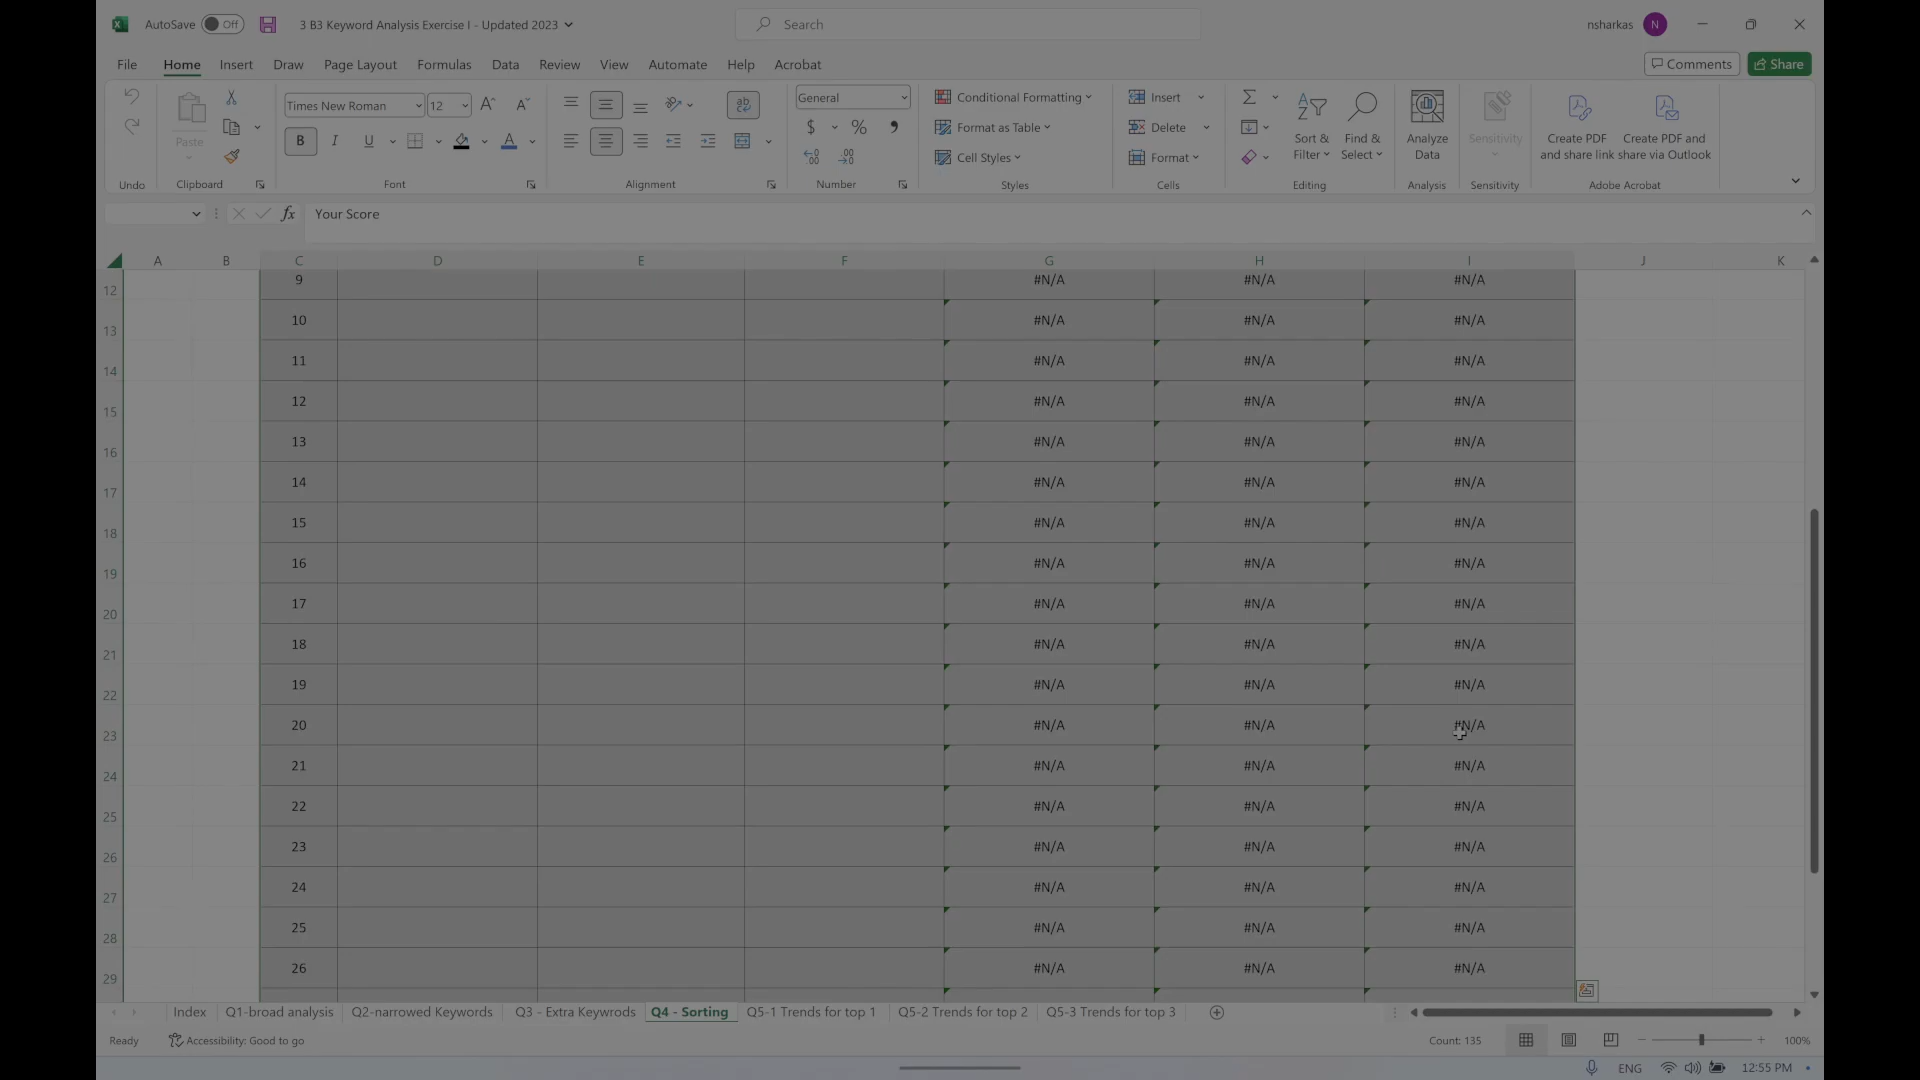 AutoSave Off 3 B3 Keyword Analysis Exercise I - Updated 2023 Search nsharkas N
File Home Insert Draw Page Layout Formulas Data Review View Automate Help Acrobat Comments Share
Times New Roman 12 General Conditional Formatting Insert
Format as Table Delete
Paste B I U A $ % Cell Styles Format
Sort & Filter Find & Select Analyze Data Sensitivity Create PDF and share link Create PDF and share via Outlook
Undo Clipboard Font Alignment Number Styles Cells Editing Analysis Sensitivity Adobe Acrobat
fx Your Score
A B C D E F G H I J K
12 9 #N/A #N/A #N/A
13 10 #N/A #N/A #N/A
14 11 #N/A #N/A #N/A
15 12 #N/A #N/A #N/A
16 13 #N/A #N/A #N/A
17 14 #N/A #N/A #N/A
18 15 #N/A #N/A #N/A
19 16 #N/A #N/A #N/A
20 17 #N/A #N/A #N/A
21 18 #N/A #N/A #N/A
22 19 #N/A #N/A #N/A
23 20 #N/A #N/A #N/A
24 21 #N/A #N/A #N/A
25 22 #N/A #N/A #N/A
26 23 #N/A #N/A #N/A
27 24 #N/A #N/A #N/A
28 25 #N/A #N/A #N/A
29 26 #N/A #N/A #N/A
Index Q1-broad analysis Q2-narrowed Keywords Q3 - Extra Keywrods Q4 - Sorting Q5-1 Trends for top 1 Q5-2 Trends for top 2 Q5-3 Trends for top 3
Ready Accessibility: Good to go Count: 135 100%
ENG 12:55 PM